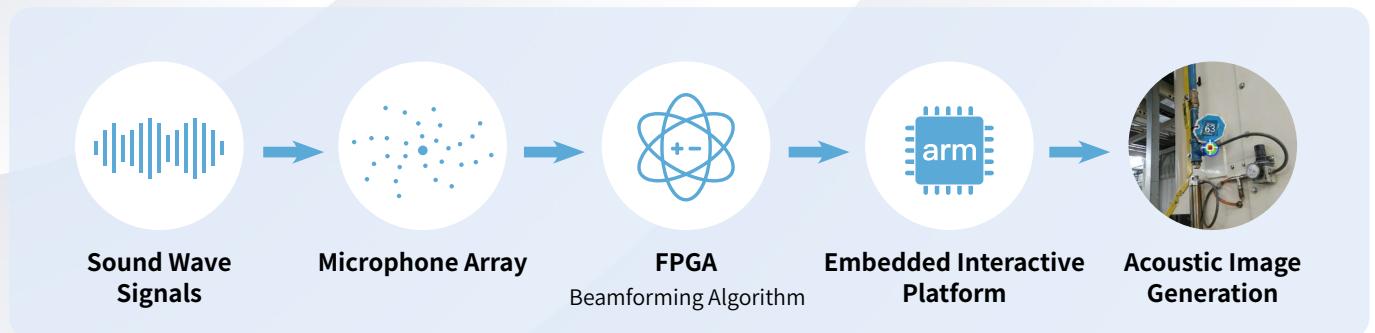 arm
63
Sound Wave
Signals
Microphone Array
FPGA
Beamforming Algorithm
Embedded Interactive
Platform
Acoustic Image
Generation